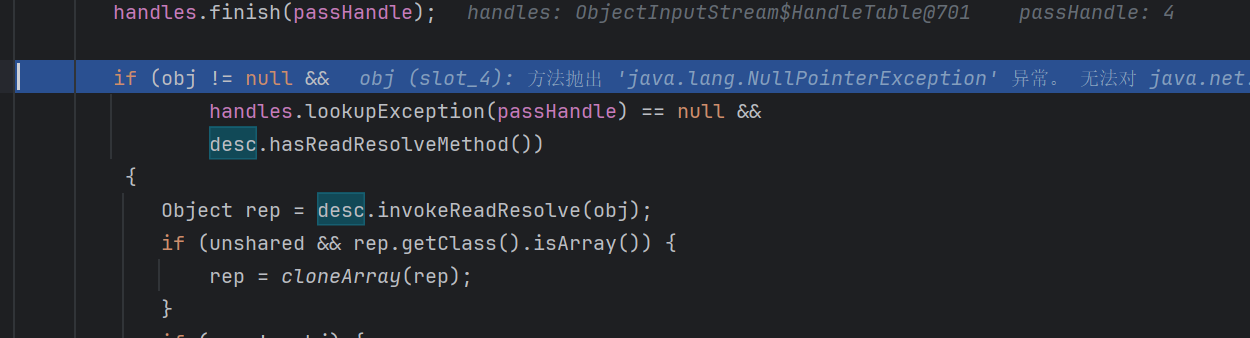 handles.finish(passHandle);   handles: ObjectInputStream$HandleTable@701    passHandle: 4
if (obj != null &&   obj (slot_4): 方法抛出 'java.lang.NullPointerException' 异常。 无法对 java.net.
handles.lookupException(passHandle) == null &&
desc.hasReadResolveMethod())
{
Object rep = desc.invokeReadResolve(obj);
if (unshared && rep.getClass().isArray()) {
rep = cloneArray(rep);
}